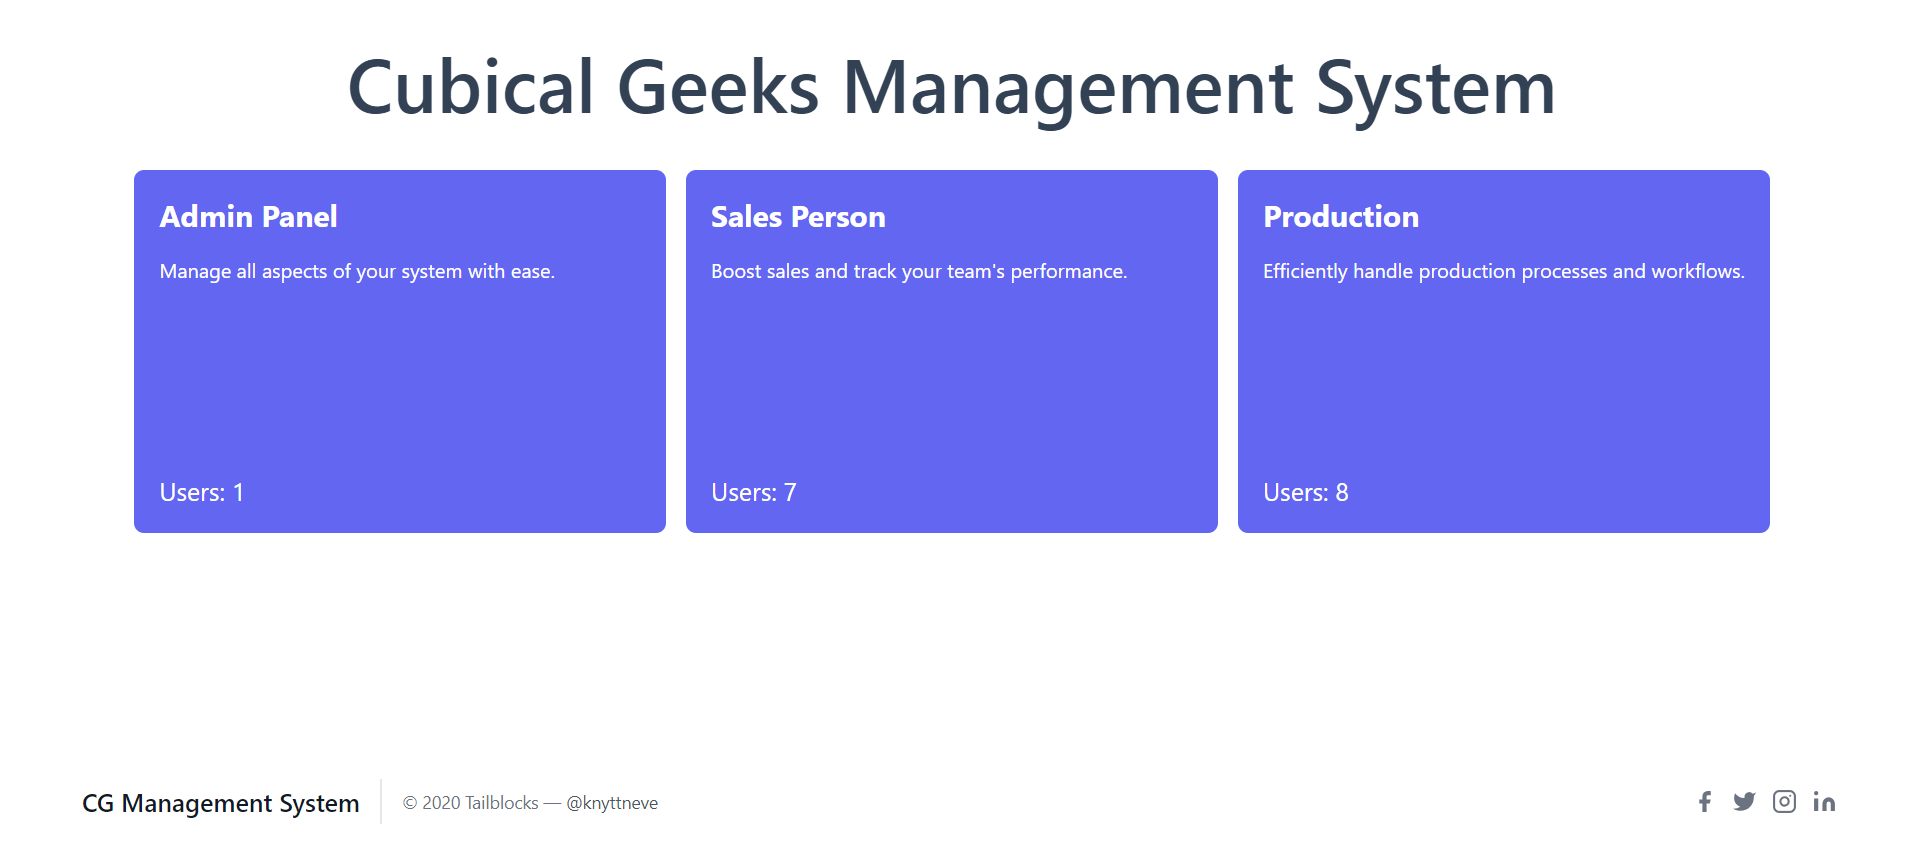 Cubical Geeks Management System
Admin Panel
Manage all aspects of your system with ease.
Users: 1
Sales Person
Boost sales and track your team's performance.
Users: 7
Production
Efficiently handle production processes and workflows.
Users: 8
CG Management System
© 2020 Tailblocks — @knyttneve